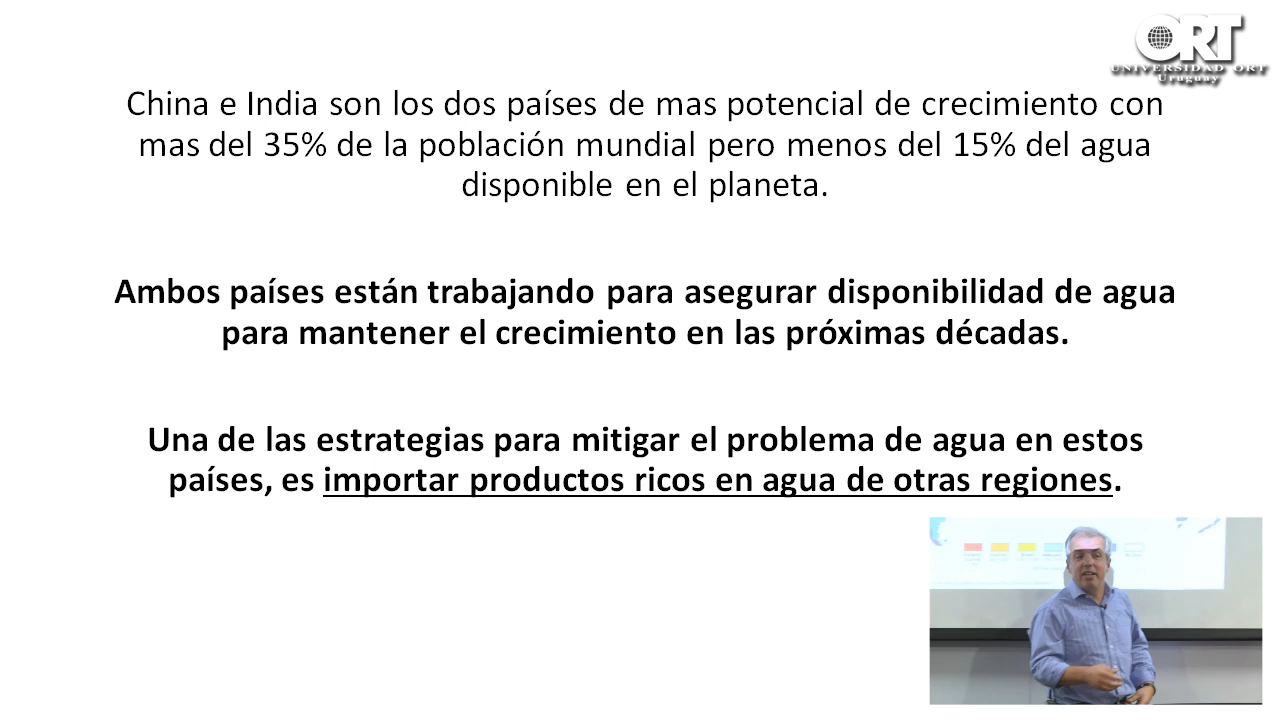 ORT
UNIVERSIDAD ORT
Uruguay
China e India son los dos países de mas potencial de crecimiento con
mas del 35% de la población mundial pero menos del 15% del agua
disponible en el planeta.
Ambos países están trabajando para asegurar disponibilidad de agua
para mantener el crecimiento en las próximas décadas.
Una de las estrategias para mitigar el problema de agua en estos
países, es importar productos ricos en agua de otras regiones.